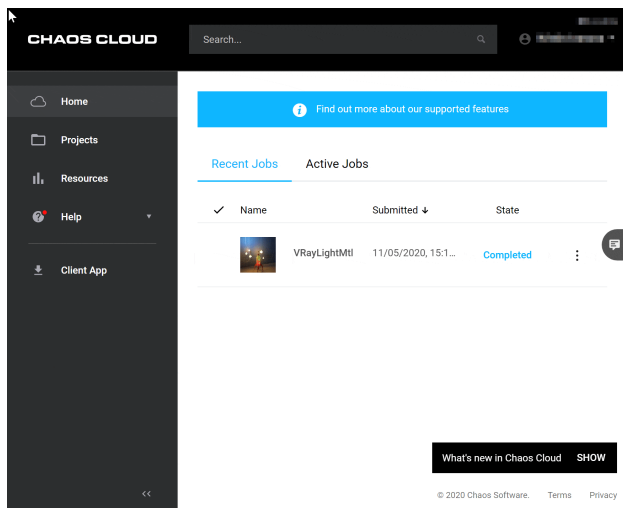 CHAOS CLOUD
Search...
Home
Projects
Resources
Help
Client App
<<
Find out more about our supported features
Recent Jobs Active Jobs
Name Submitted State
VRayLightMtl 11/05/2020, 15:1... Completed
What's new in Chaos Cloud SHOW
© 2020 Chaos Software. Terms Privacy